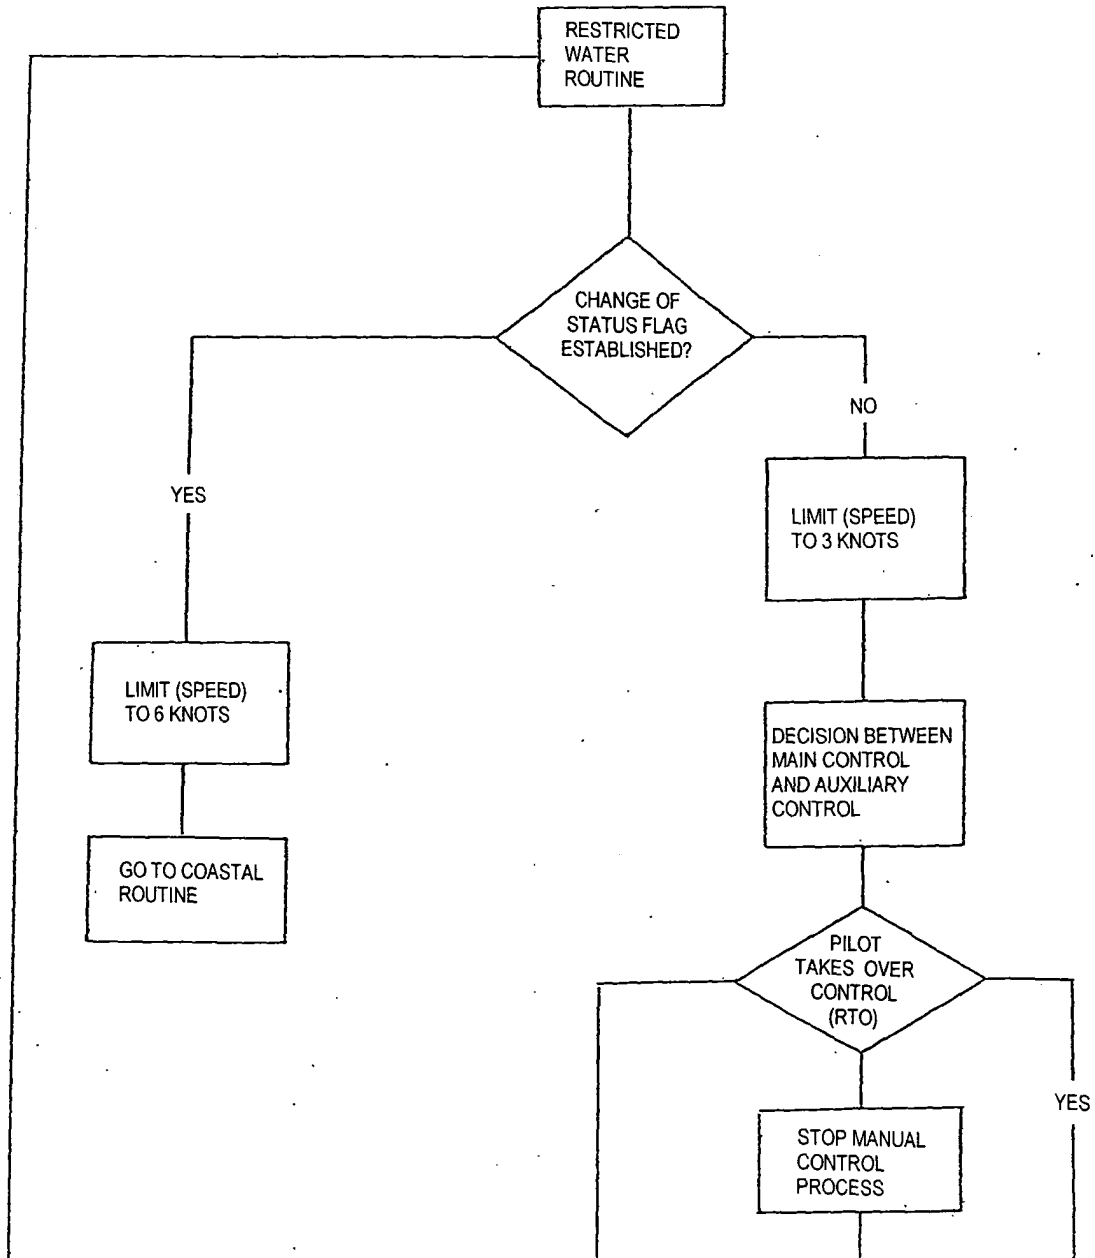 RESTRICTED
WATER
ROUTINE
CHANGE OF
STATUS FLAG
ESTABLISHED?
NO
YES
LIMIT (SPEED)
TO 3 KNOTS
LIMIT (SPEED)
TO 6 KNOTS
DECISION BETWEEN
MAIN CONTROL
AND AUXILIARY
CONTROL
GO TO COASTAL
ROUTINE
PILOT
TAKES OVER
CONTROL
(RTO)
YES
STOP MANUAL
CONTROL
PROCESS